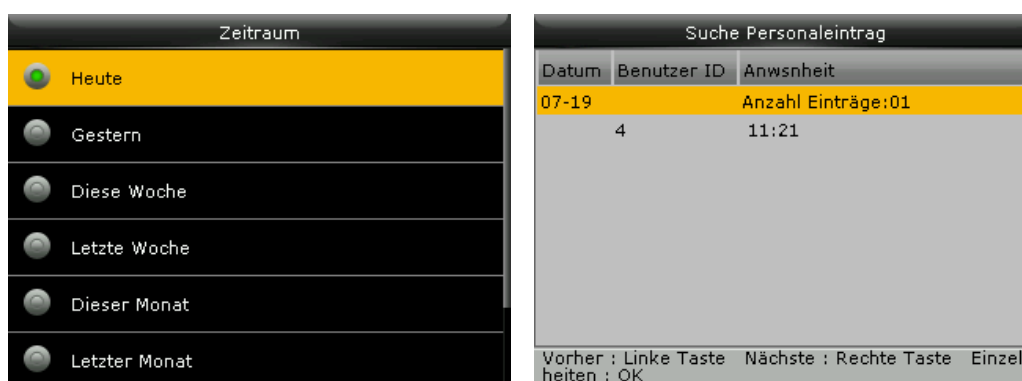 Zeitraum
Heute
Gestern
Diese Woche
Letzte Woche
Dieser Monat
Letzter Monat
Suche Personaleintrag
Datum Benutzer ID Anwsnheit
07-19 Anzahl Einträge:01
4 11:21
Vorher : Linke Taste Nächste : Rechte Taste Einzel
heiten : OK